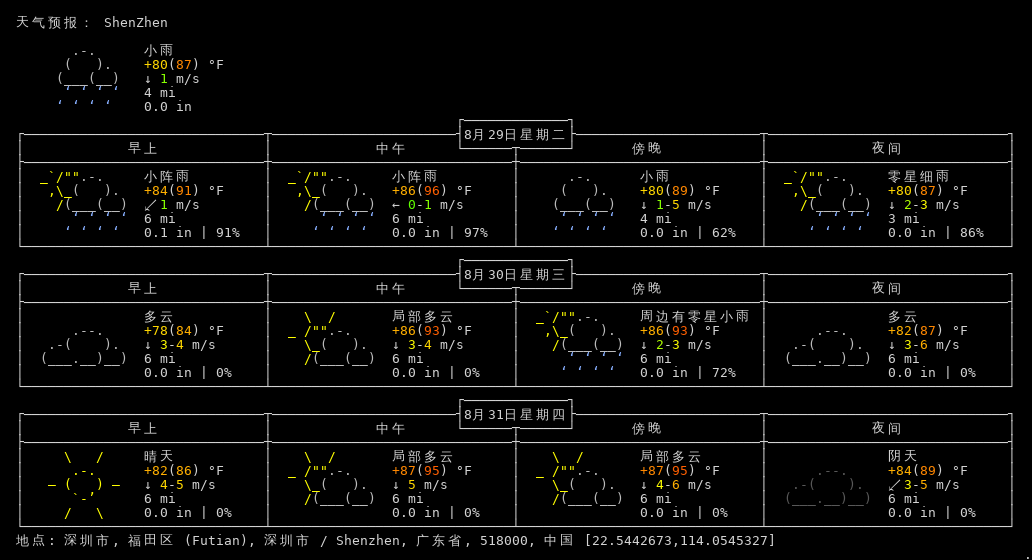 天气预报： ShenZhen
小雨
+80(87) °F
↓ 1 m/s
4 mi
0.0 in
8月29日星期二
早上 中午 傍晚 夜间
小阵雨 小阵雨 小雨 零星细雨
+84(91) °F +86(96) °F +80(89) °F +80(87) °F
↙ 1 m/s ← 0-1 m/s ↓ 1-5 m/s ↓ 2-3 m/s
6 mi 6 mi 4 mi 3 mi
0.1 in | 91% 0.0 in | 97% 0.0 in | 62% 0.0 in | 86%
8月30日星期三
早上 中午 傍晚 夜间
多云 局部多云 周边有零星小雨 多云
+78(84) °F +86(93) °F +86(93) °F +82(87) °F
↓ 3-4 m/s ↓ 3-4 m/s ↓ 2-3 m/s ↓ 3-6 m/s
6 mi 6 mi 6 mi 6 mi
0.0 in | 0% 0.0 in | 0% 0.0 in | 72% 0.0 in | 0%
8月31日星期四
早上 中午 傍晚 夜间
晴天 局部多云 局部多云 阴天
+82(86) °F +87(95) °F +87(95) °F +84(89) °F
↓ 4-5 m/s ↓ 5 m/s ↓ 4-6 m/s ↙ 3-5 m/s
6 mi 6 mi 6 mi 6 mi
0.0 in | 0% 0.0 in | 0% 0.0 in | 0% 0.0 in | 0%
地点: 深圳市, 福田区 (Futian), 深圳市 / Shenzhen, 广东省, 518000, 中国 [22.5442673,114.0545327]